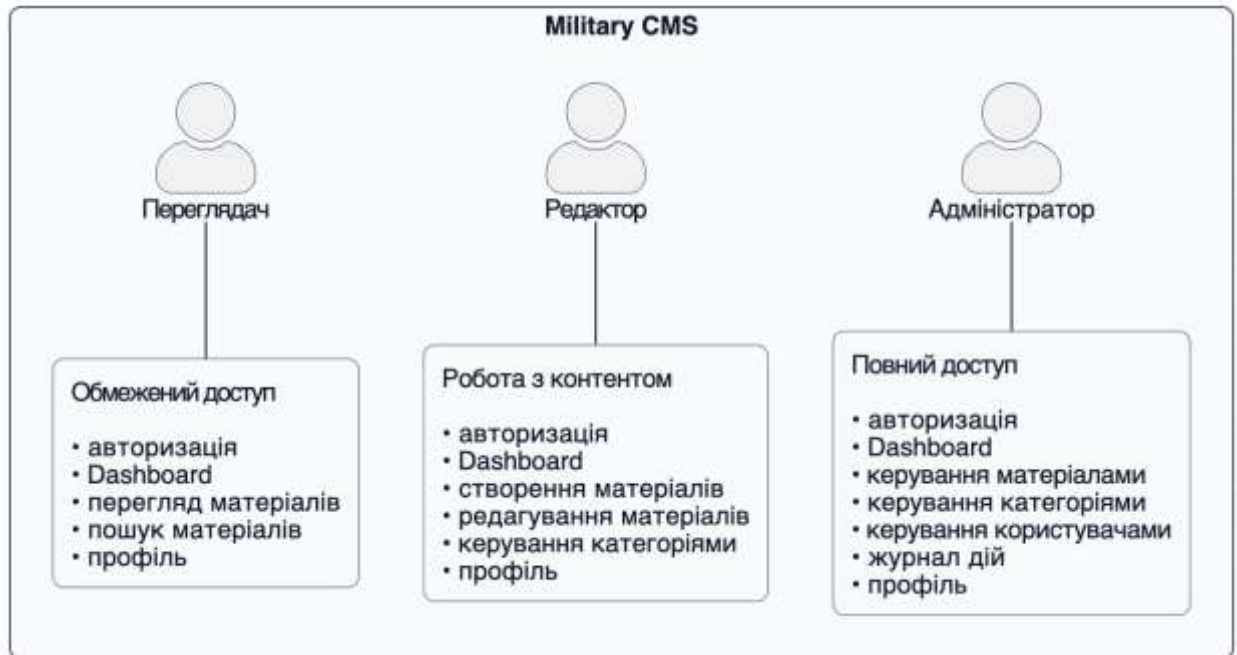 Military CMS
Переглядач
Редактор
Адміністратор
Обмежений доступ
• авторизація
• Dashboard
• перегляд матеріалів
• пошук матеріалів
• профіль
Робота з контентом
• авторизація
• Dashboard
• створення матеріалів
• редагування матеріалів
• керування категоріями
• профіль
Повний доступ
• авторизація
• Dashboard
• керування матеріалами
• керування категоріями
• керування користувачами
• журнал дій
• профіль